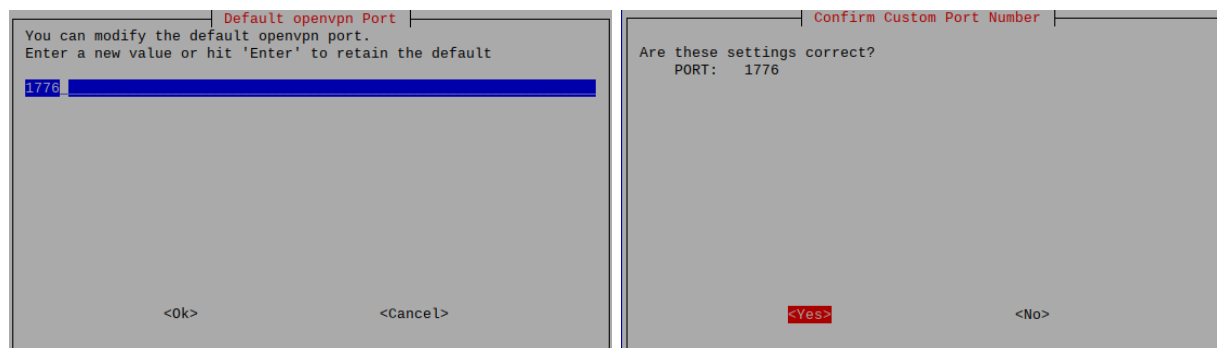 Default openvpn Port
You can modify the default openvpn port.
Enter a new value or hit 'Enter' to retain the default
1776
<Ok> <Cancel>
Confirm Custom Port Number
Are these settings correct?
PORT: 1776
<Yes> <No>